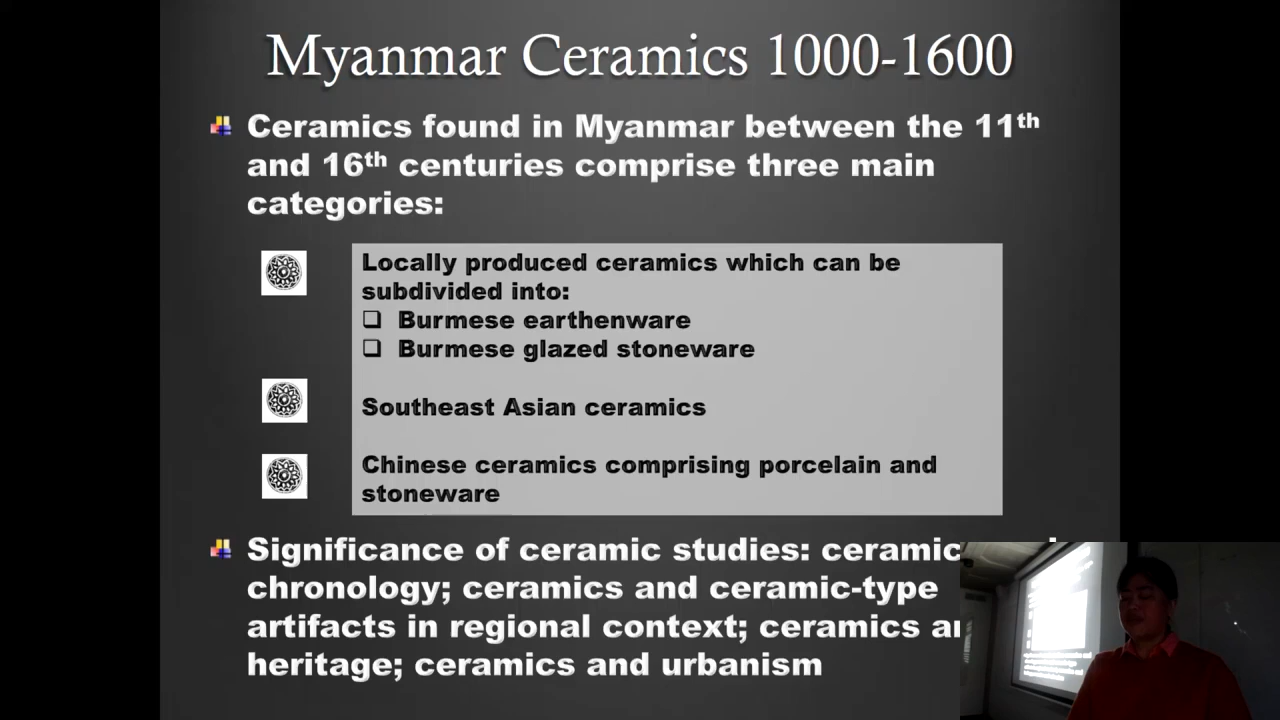 Myanmar Ceramics 1000-1600
Ceramics found in Myanmar between the 11th
and 16th centuries comprise three main
categories:
Locally produced ceramics which can be
subdivided into:
❑ Burmese earthenware
❑ Burmese glazed stoneware
Southeast Asian ceramics
Chinese ceramics comprising porcelain and
stoneware
Significance of ceramic studies: ceramic
chronology; ceramics and ceramic-type
artifacts in regional context; ceramics
heritage; ceramics and urbanism